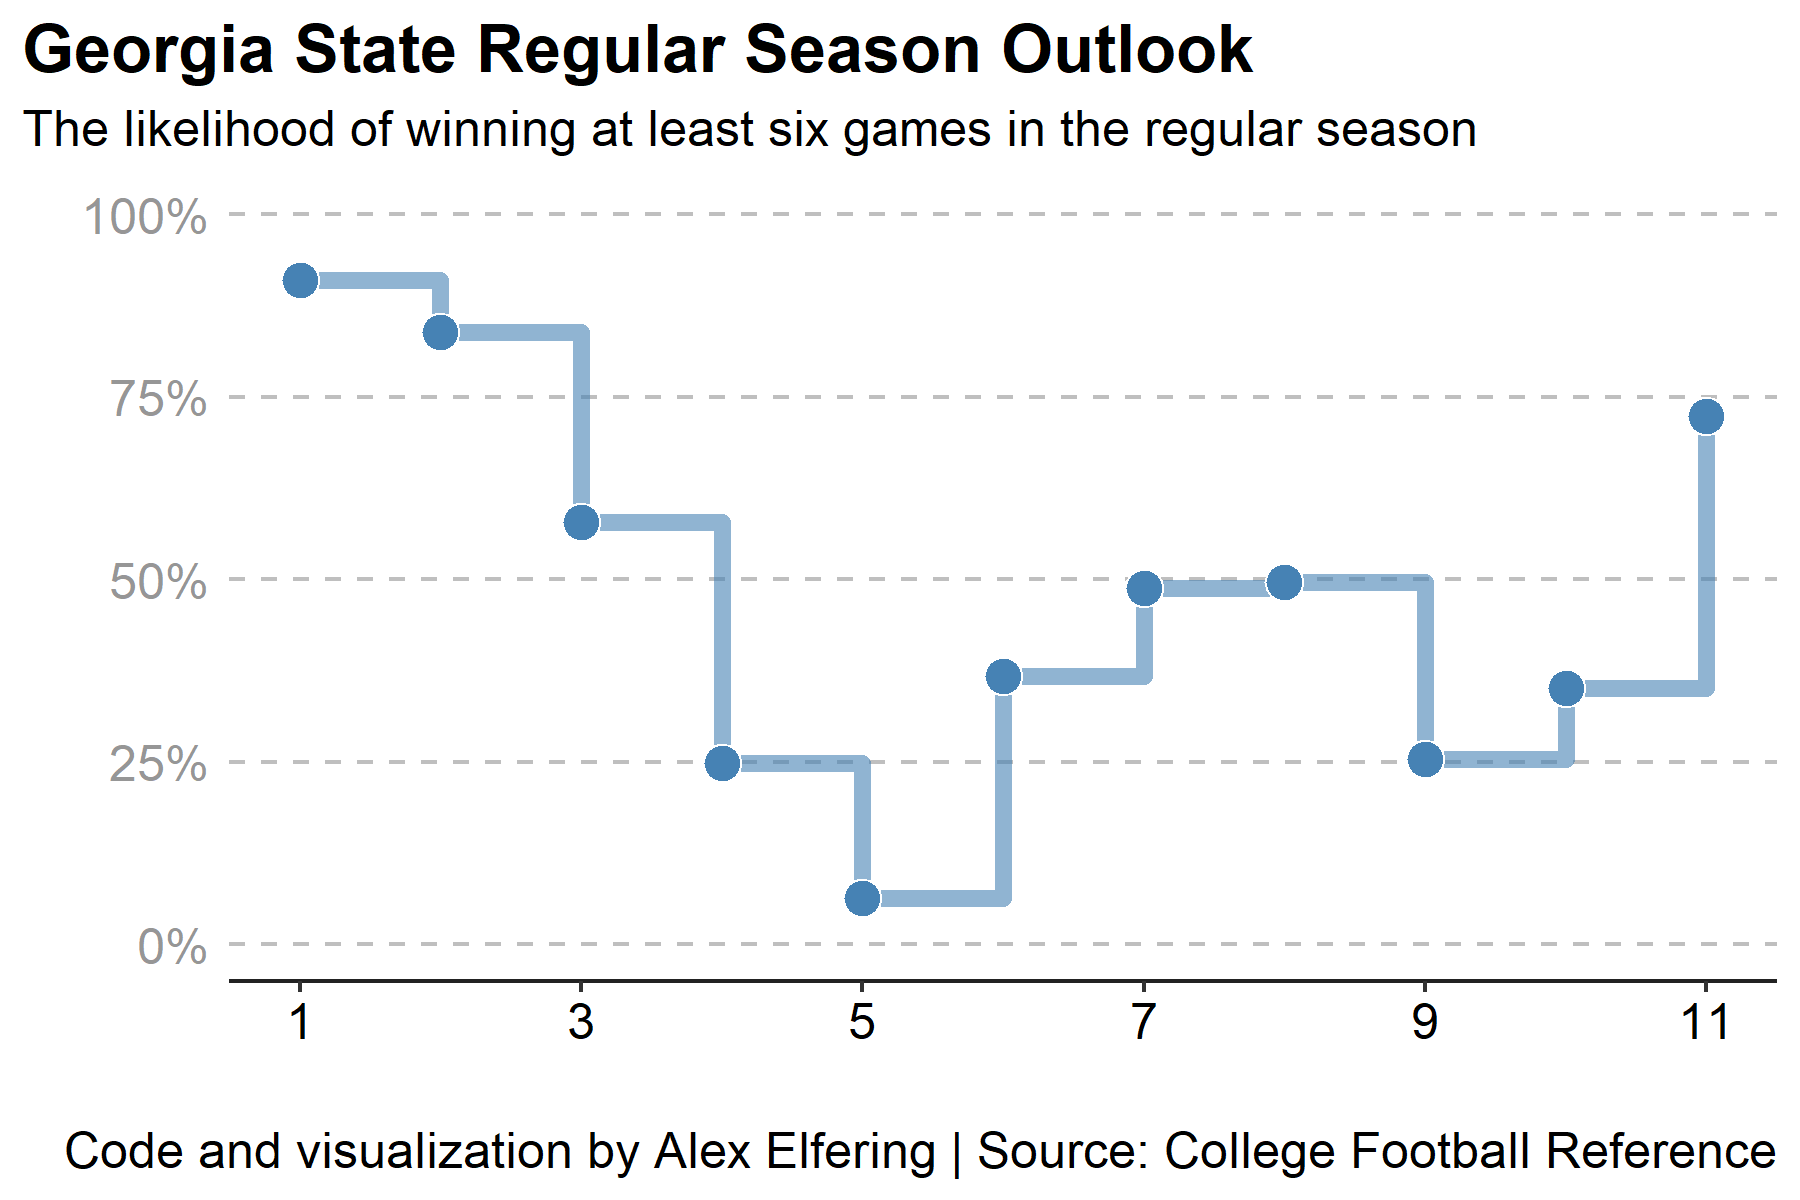 Georgia State Regular Season Outlook
The likelihood of winning at least six games in the regular season
100%
75%
50%
25%
0%
1 3 5 7 9 11
Code and visualization by Alex Elfering | Source: College Football Reference